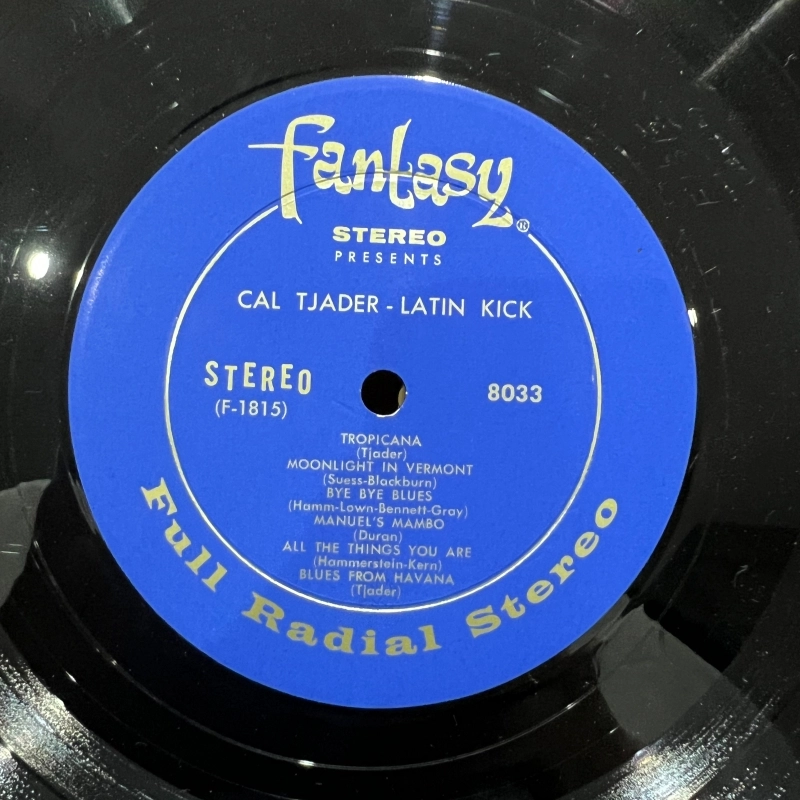 Fantasy®
STEREO
PRESENTS
CAL TJADER - LATIN KICK
STEREO
(F-1815)
8033
TROPICANA
(Tjader)
MOONLIGHT IN VERMONT
(Suess-Blackburn)
BYE BYE BLUES
(Hamm-Lown-Bennett-Gray)
MANUEL'S MAMBO
(Duran)
ALL THE THINGS YOU ARE
(Hammerstein-Kern)
BLUES FROM HAVANA
(Tjader)
Full Radial Stereo